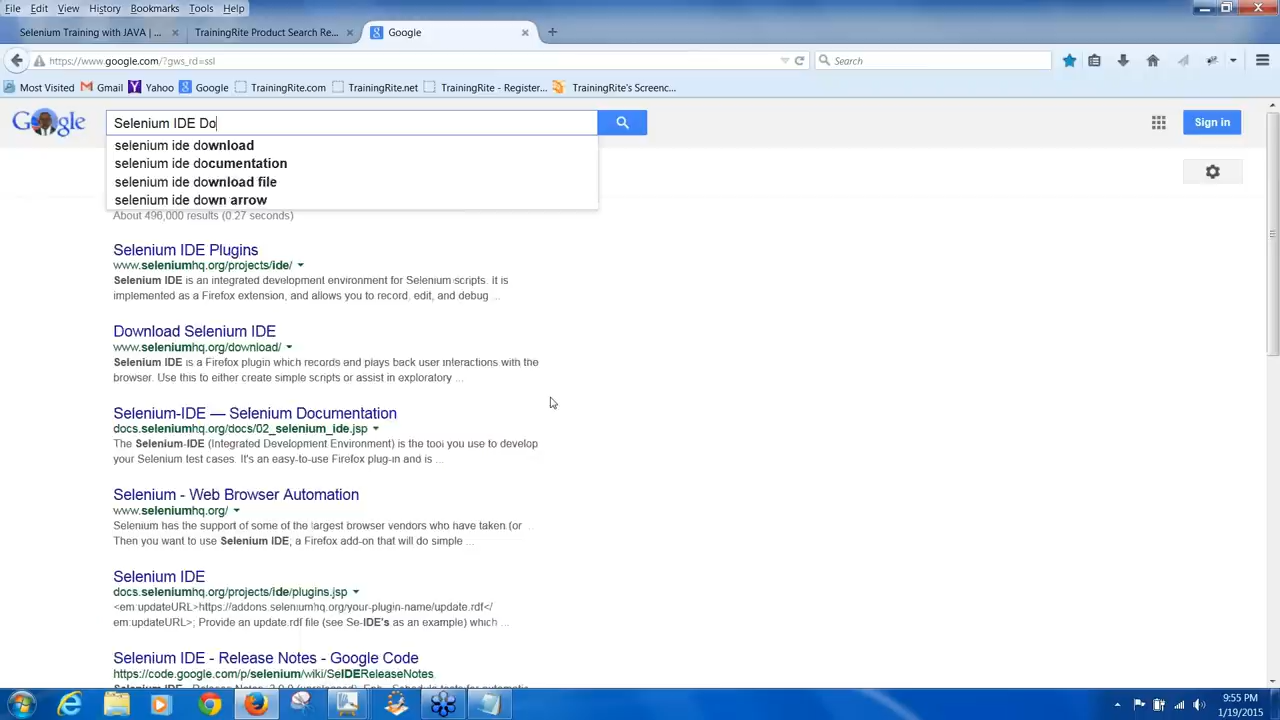 File Edit View History Bookmarks Tools Help
Selenium Training with JAVA | ... × TrainingRite Product Search Re... × Google ×
https://www.google.com/?gws_rd=ssl Search
Most Visited Gmail Yahoo Google TrainingRite.com TrainingRite.net TrainingRite - Register... TrainingRite's Screenc...
Google Selenium IDE Do Sign in
selenium ide download
selenium ide documentation
selenium ide download file
selenium ide down arrow
About 496,000 results (0.27 seconds)
Selenium IDE Plugins
www.seleniumhq.org/projects/ide/
Selenium IDE is an integrated development environment for Selenium scripts. It is
implemented as a Firefox extension, and allows you to record, edit, and debug ...
Download Selenium IDE
www.seleniumhq.org/download/
Selenium IDE is a Firefox plugin which records and plays back user interactions with the
browser. Use this to either create simple scripts or assist in exploratory ...
Selenium-IDE — Selenium Documentation
docs.seleniumhq.org/docs/02_selenium_ide.jsp
The Selenium-IDE (Integrated Development Environment) is the tool you use to develop
your Selenium test cases. It's an easy-to-use Firefox plug-in and is ...
Selenium - Web Browser Automation
www.seleniumhq.org/
Selenium has the support of some of the largest browser vendors who have taken (or ...
Then you want to use Selenium IDE, a Firefox add-on that will do simple ...
Selenium IDE
docs.seleniumhq.org/projects/ide/plugins.jsp
<em:updateURL>https://addons.seleniumhq.org/your-plugin-name/update.rdf</
em:updateURL>; Provide an update.rdf file (see Se-IDE's as an example) which ...
Selenium IDE - Release Notes - Google Code
https://code.google.com/p/selenium/wiki/SeIDEReleaseNotes
9:55 PM
1/19/2015